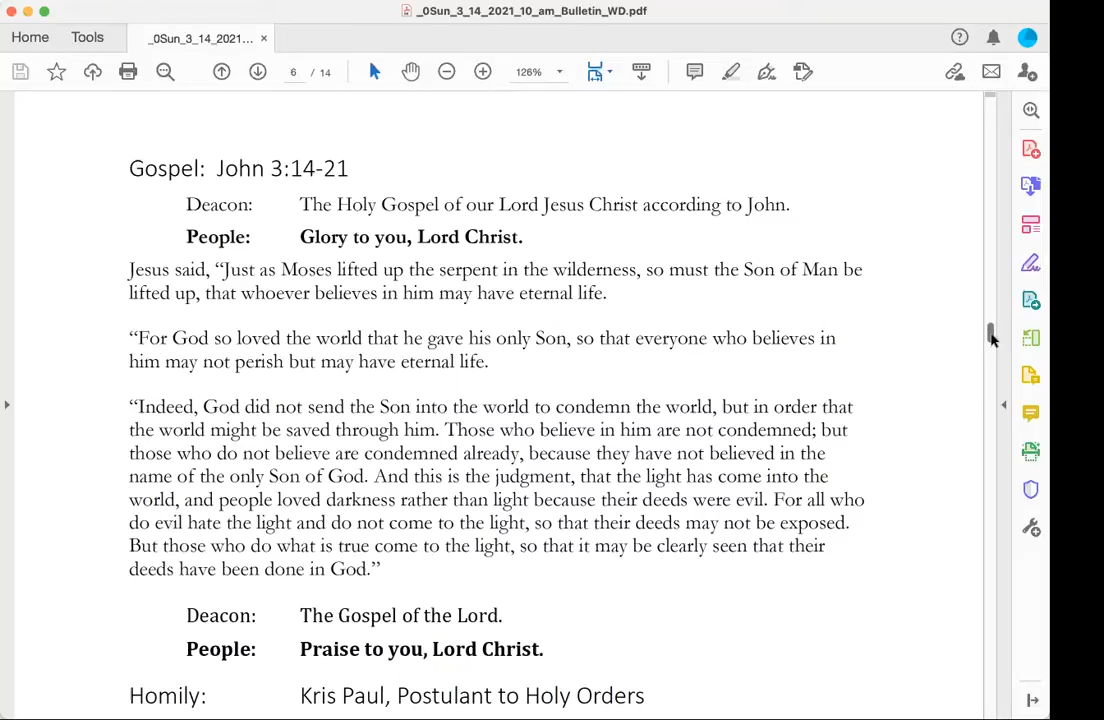 _0Sun_3_14_2021_10_am_Bulletin_WD.pdf
Home Tools _0Sun_3_14_2021... ×
6 / 14 126%
Gospel: John 3:14-21
Deacon: The Holy Gospel of our Lord Jesus Christ according to John.
People: Glory to you, Lord Christ.
Jesus said, “Just as Moses lifted up the serpent in the wilderness, so must the Son of Man be
lifted up, that whoever believes in him may have eternal life.
“For God so loved the world that he gave his only Son, so that everyone who believes in
him may not perish but may have eternal life.
“Indeed, God did not send the Son into the world to condemn the world, but in order that
the world might be saved through him. Those who believe in him are not condemned; but
those who do not believe are condemned already, because they have not believed in the
name of the only Son of God. And this is the judgment, that the light has come into the
world, and people loved darkness rather than light because their deeds were evil. For all who
do evil hate the light and do not come to the light, so that their deeds may not be exposed.
But those who do what is true come to the light, so that it may be clearly seen that their
deeds have been done in God.”
Deacon: The Gospel of the Lord.
People: Praise to you, Lord Christ.
Homily: Kris Paul, Postulant to Holy Orders